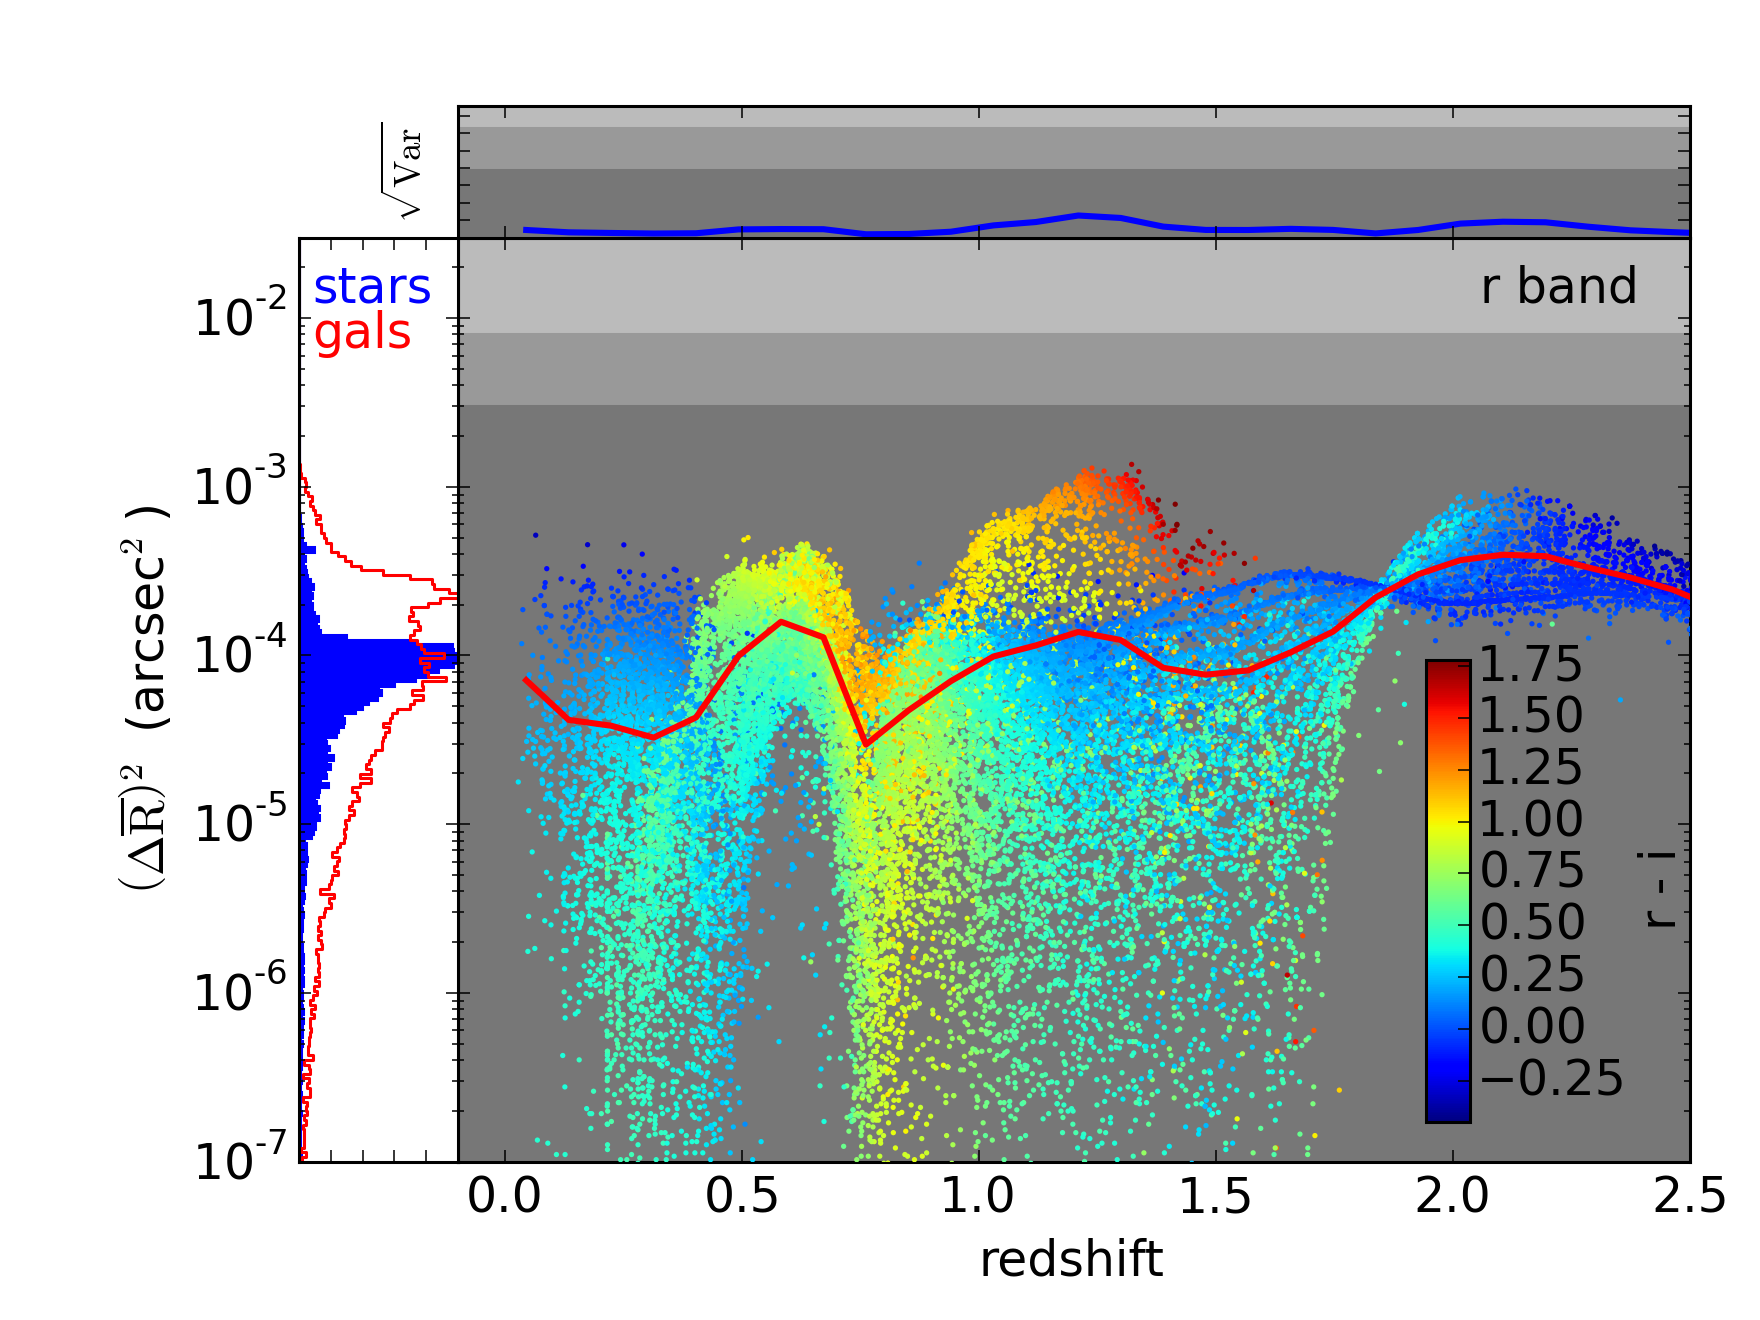 √Var
stars
gals
r band
10⁻²
10⁻³
10⁻⁴
10⁻⁵
10⁻⁶
10⁻⁷
(ΔR̅)² (arcsec²)
1.75
1.50
1.25
1.00
0.75
0.50
0.25
0.00
−0.25
r - i
0.0 0.5 1.0 1.5 2.0 2.5
redshift